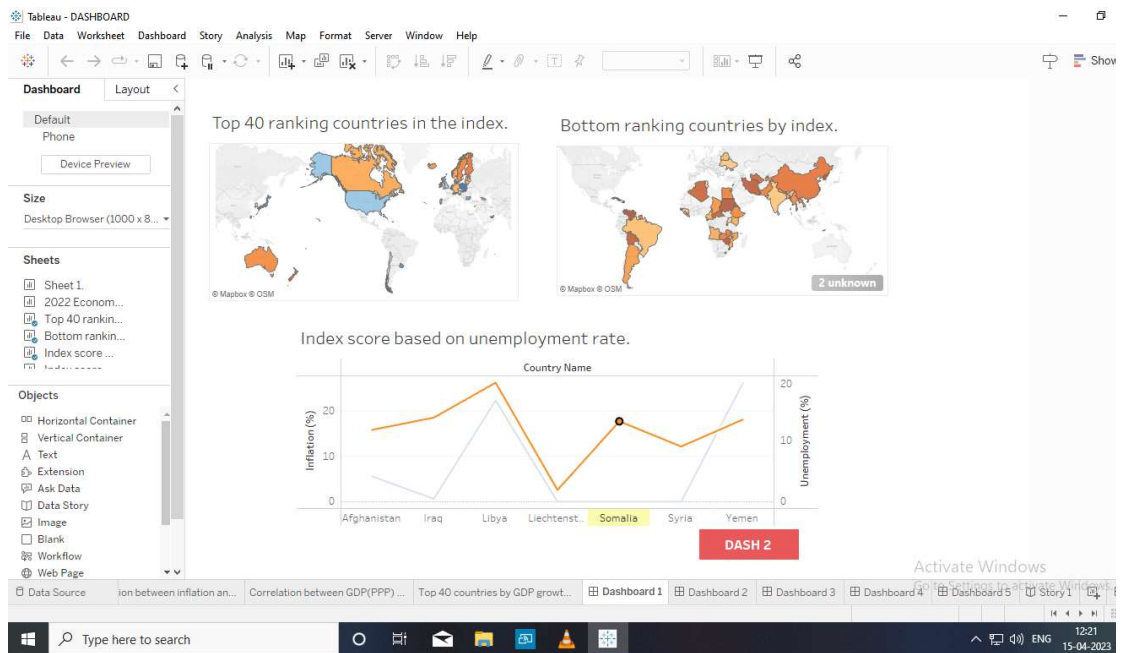 Tableau - DASHBOARD
File Data Worksheet Dashboard Story Analysis Map Format Server Window Help
Show
Dashboard Layout
Default
Phone
Device Preview
Size
Desktop Browser (1000 x 8...
Sheets
Sheet 1.
2022 Econom...
Top 40 rankin...
Bottom rankin...
Index score ...
Objects
Horizontal Container
Vertical Container
A Text
Extension
Ask Data
Data Story
Image
Blank
Workflow
Web Page
Top 40 ranking countries in the index.
© Mapbox © OSM
Bottom ranking countries by index.
© Mapbox © OSM
2 unknown
Index score based on unemployment rate.
Country Name
Inflation (%)
20
10
0
Unemployment (%)
20
10
0
Afghanistan Iraq Libya Liechtenst.. Somalia Syria Yemen
DASH 2
Activate Windows
Go to Settings to activate Windows.
Data Source ion between inflation an... Correlation between GDP(PPP) ... Top 40 countries by GDP growt... Dashboard 1 Dashboard 2 Dashboard 3 Dashboard 4 Dashboard 5 Story 1
Type here to search
ENG
12:21
15-04-2023